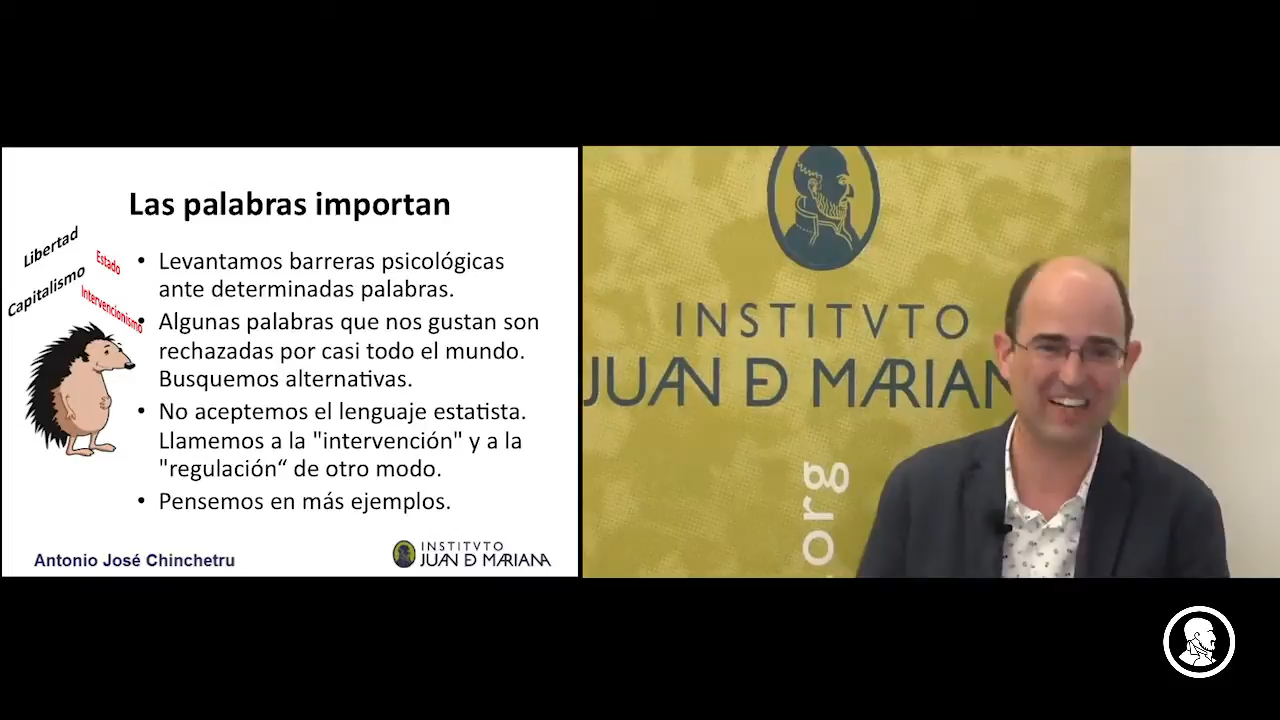 Las palabras importan
Libertad
Estado
Capitalismo
Intervencionismo
• Levantamos barreras psicológicas
ante determinadas palabras.
• Algunas palabras que nos gustan son
rechazadas por casi todo el mundo.
Busquemos alternativas.
• No aceptemos el lenguaje estatista.
Llamemos a la "intervención" y a la
"regulación“ de otro modo.
• Pensemos en más ejemplos.
Antonio José Chinchetru
INSTITVTO
JUAN D MARIANA
INSTITVTO
JUAN D MARIAN
.org